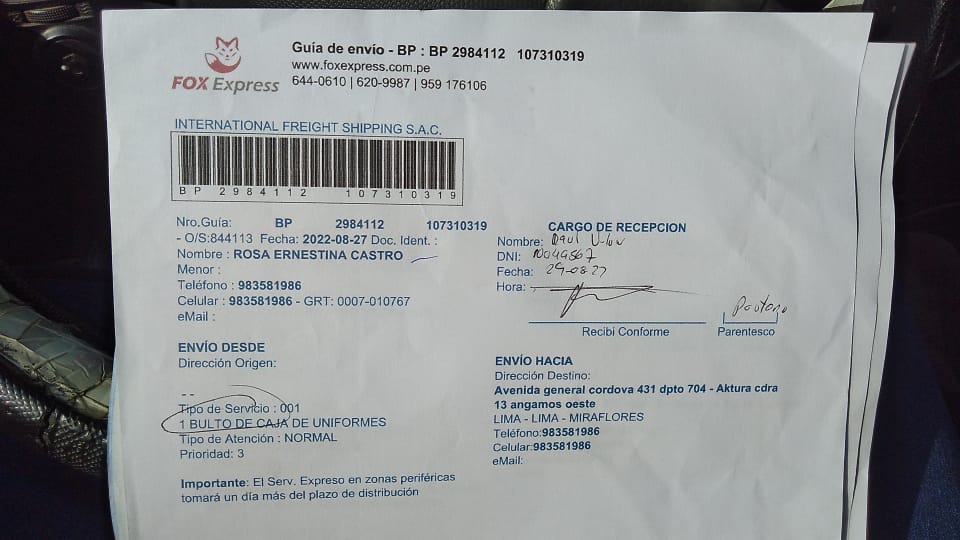 FOX Express
Guía de envío - BP : BP 2984112 107310319
www.foxexpress.com.pe
644-0610 | 620-9987 | 959 176106
INTERNATIONAL FREIGHT SHIPPING S.A.C.
BP 2984112 107310319
Nro.Guía: BP 2984112 107310319
- O/S:844113 Fecha: 2022-08-27 Doc. Ident. :
Nombre : ROSA ERNESTINA CASTRO
Menor :
Teléfono : 983581986
Celular : 983581986 - GRT: 0007-010767
eMail :
ENVÍO DESDE
Dirección Origen:
--
Tipo de Servicio : 001
1 BULTO DE CAJA DE UNIFORMES
Tipo de Atención : NORMAL
Prioridad: 3
Importante: El Serv. Expreso en zonas periféricas
tomará un día más del plazo de distribución
CARGO DE RECEPCION
Nombre:
DNI:
Fecha: 29-08-27
Hora:
Recibi Conforme
Parentesco
ENVÍO HACIA
Dirección Destino:
Avenida general cordova 431 dpto 704 - Aktura cdra
13 angamos oeste
LIMA - LIMA - MIRAFLORES
Teléfono:983581986
Celular:983581986
eMail: